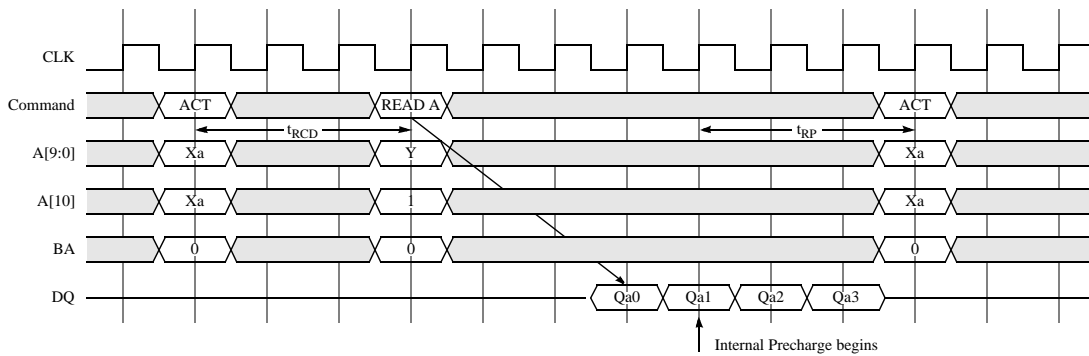 CLK
Command ACT READ A ACT
tRCD tRP
A[9:0] Xa Y Xa
A[10] Xa 1 Xa
BA 0 0 0
DQ Qa0 Qa1 Qa2 Qa3
Internal Precharge begins